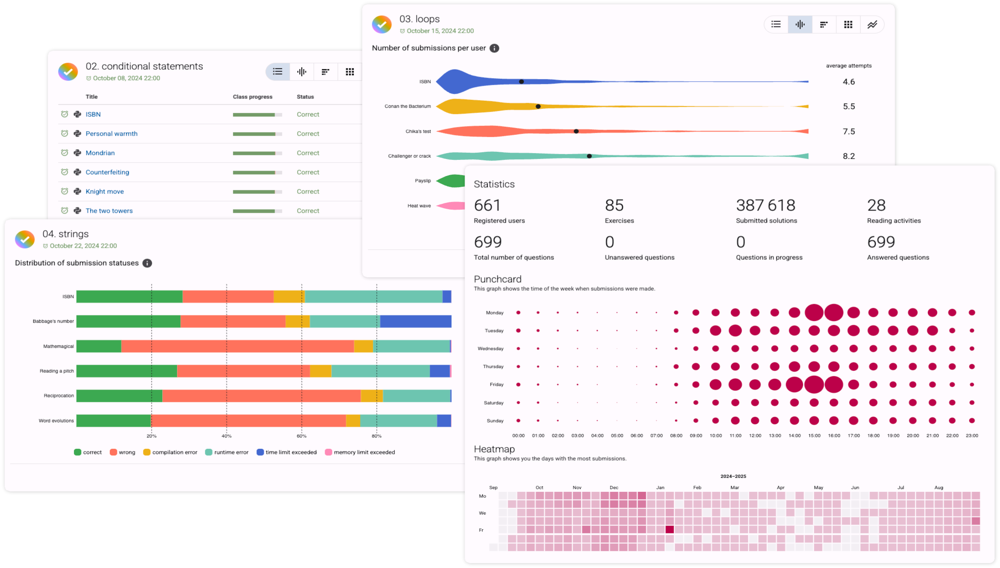 02. conditional statements
October 08, 2024 22:00
Title Class progress Status
ISBN Correct
Personal warmth Correct
Mondrian Correct
Counterfeiting Correct
Knight move Correct
The two towers Correct
03. loops
October 15, 2024 22:00
Number of submissions per user
average attempts
ISBN 4.6
Conan the Bacterium 5.5
Chika's test 7.5
Challenger or crack 8.2
Payslip
Heat wave
04. strings
October 22, 2024 22:00
Distribution of submission statuses
ISBN
Babbage's number
Mathemagical
Reading a pitch
Reciprocation
Word evolutions
20% 40% 60% 80%
correct wrong compilation error runtime error time limit exceeded memory limit exceeded
Statistics
661 85 387 618 28
Registered users Exercises Submitted solutions Reading activities
699 0 0 699
Total number of questions Unanswered questions Questions in progress Answered questions
Punchcard
This graph shows the time of the week when submissions were made.
Monday
Tuesday
Wednesday
Thursday
Friday
Saturday
Sunday
00:00 01:00 02:00 03:00 04:00 05:00 06:00 07:00 08:00 09:00 10:00 11:00 12:00 13:00 14:00 15:00 16:00 17:00 18:00 19:00 20:00 21:00 22:00 23:00
Heatmap
This graph shows you the days with the most submissions.
2024–2025
Sep Oct Nov Dec Jan Feb Mar Apr May Jun Jul Aug
Mo
We
Fr